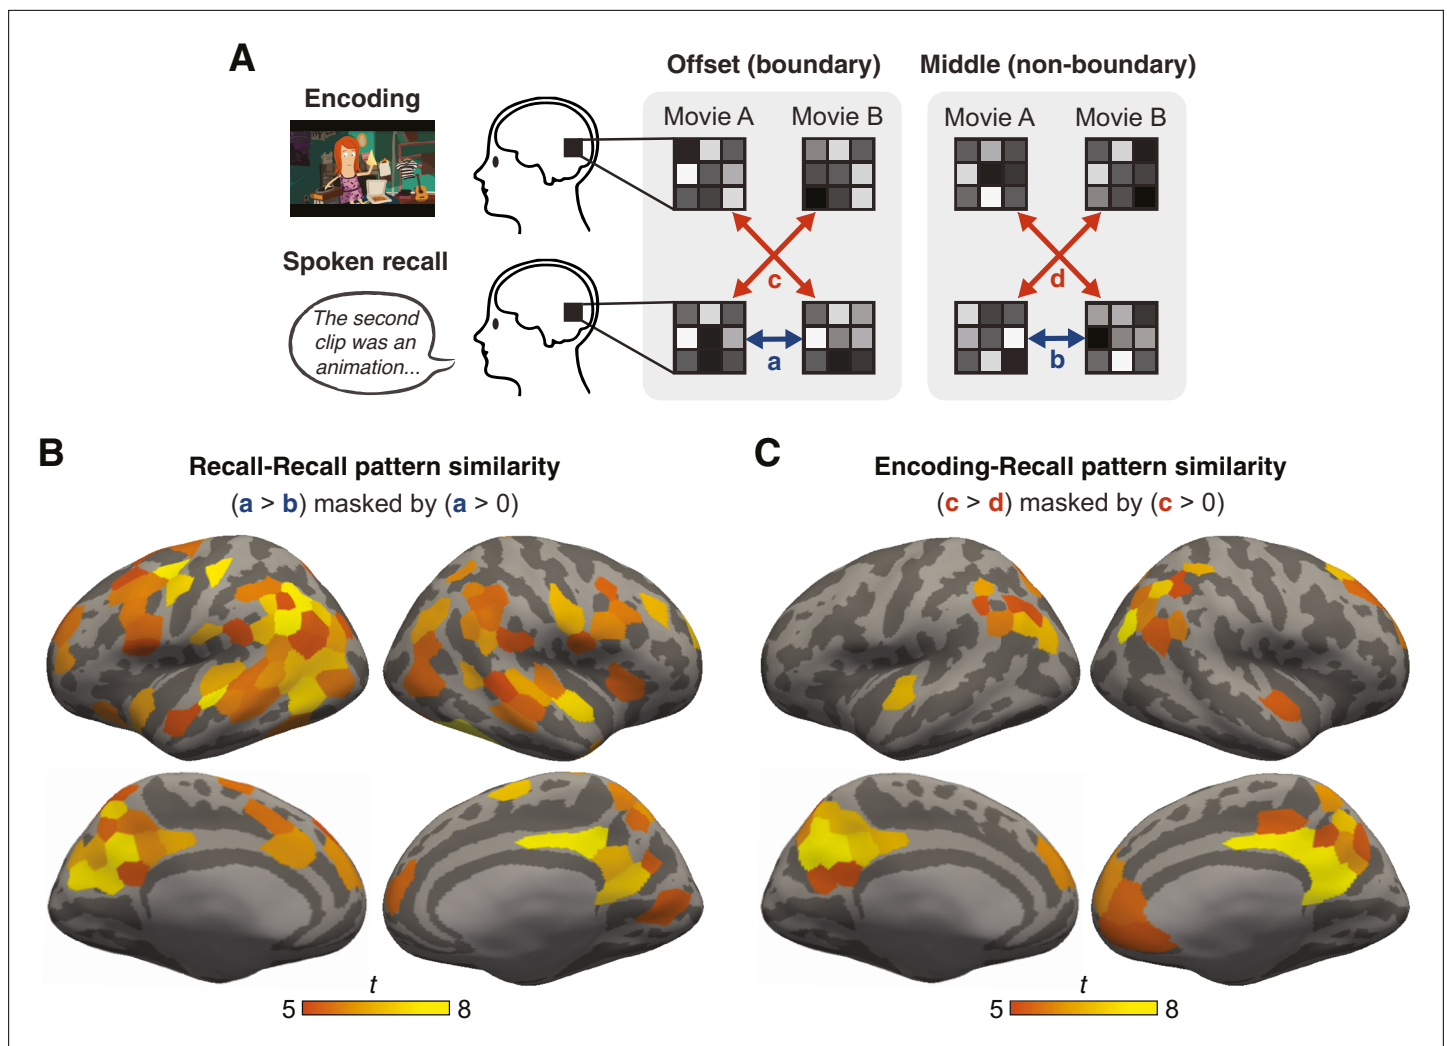 A
Offset (boundary)
Middle (non-boundary)
Encoding
Movie A
Movie B
Movie A
Movie B
Spoken recall
The second
clip was an
animation...
c
d
a
b
B
Recall-Recall pattern similarity
(a > b) masked by (a > 0)
C
Encoding-Recall pattern similarity
(c > d) masked by (c > 0)
t
5
8
t
5
8